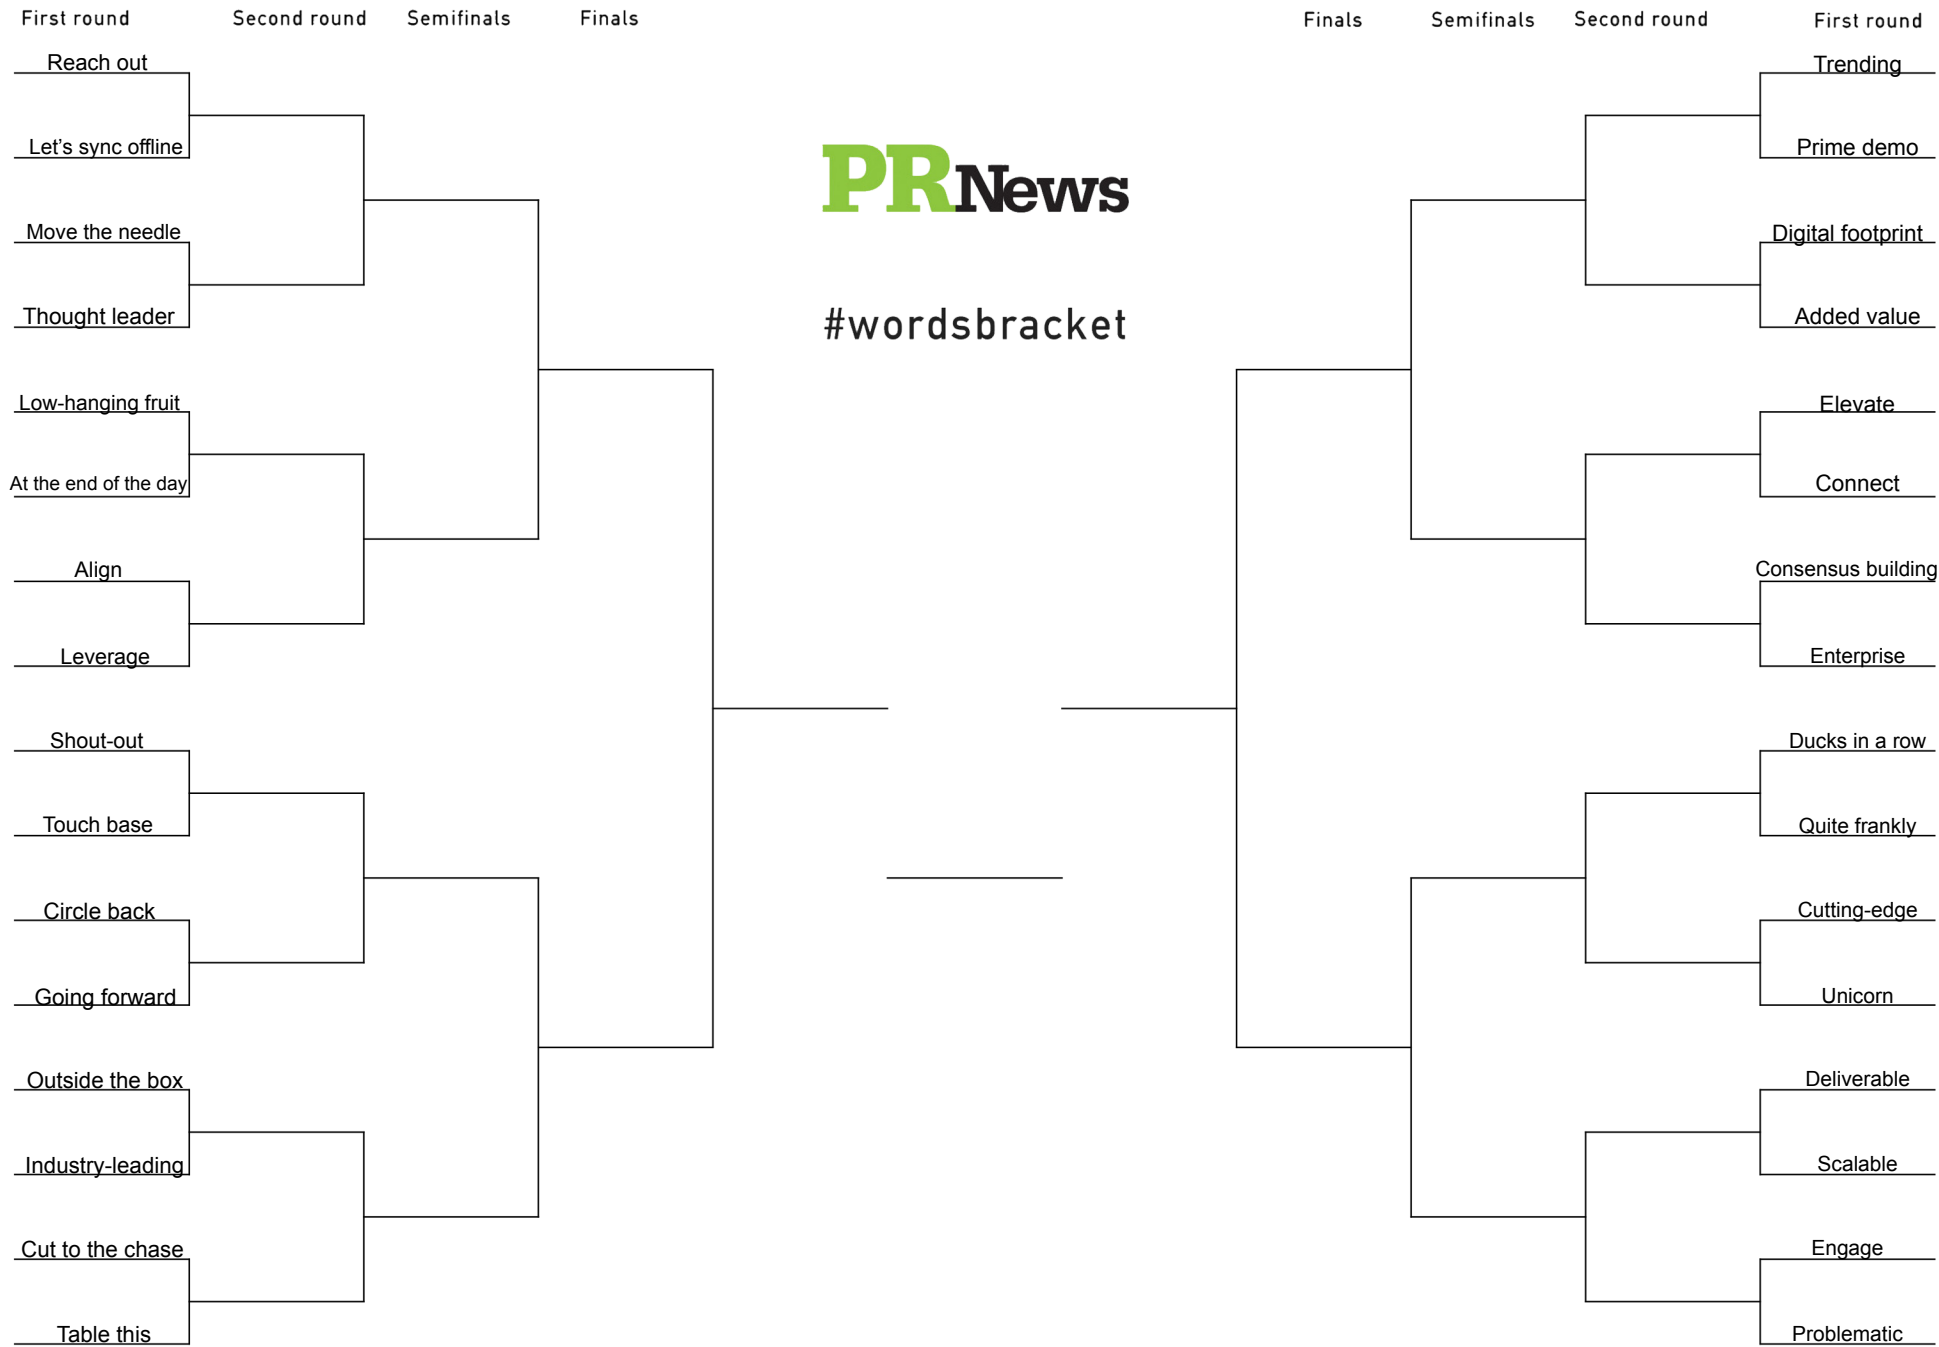 First round
Second round
Semifinals
Finals
Finals
Semifinals
Second round
First round
Reach out
Let's sync offline
Move the needle
Thought leader
Low-hanging fruit
At the end of the day
Align
Leverage
Shout-out
Touch base
Circle back
Going forward
Outside the box
Industry-leading
Cut to the chase
Table this
PRNews
#wordsbracket
Trending
Prime demo
Digital footprint
Added value
Elevate
Connect
Consensus building
Enterprise
Ducks in a row
Quite frankly
Cutting-edge
Unicorn
Deliverable
Scalable
Engage
Problematic